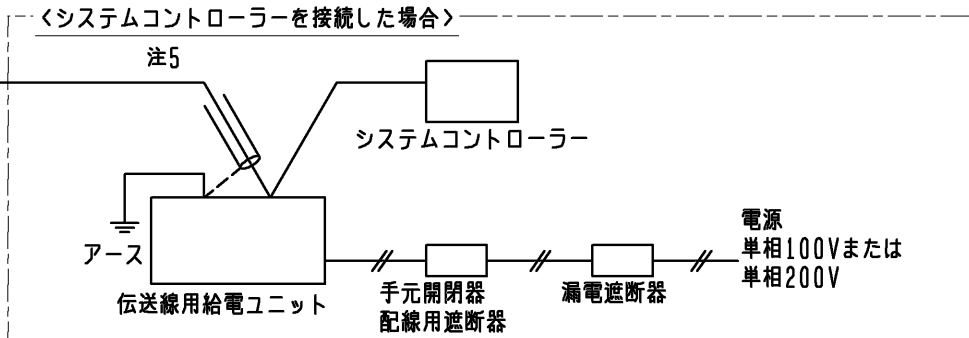 〈システムコントローラーを接続した場合〉
注5
システムコントローラー
アース
伝送線用給電ユニット
手元開閉器
配線用遮断器
漏電遮断器
電源
単相100Vまたは
単相200V